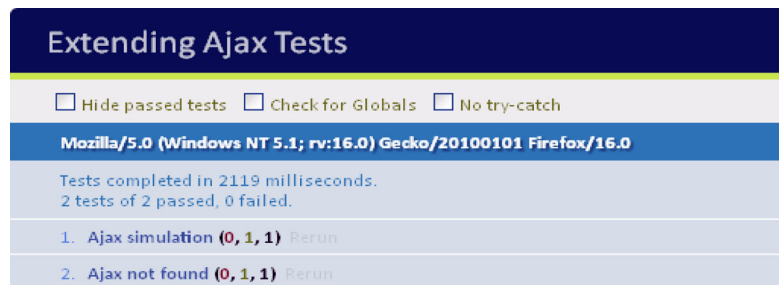 Extending Ajax Tests
Hide passed tests Check for Globals No try-catch
Mozilla/5.0 (Windows NT 5.1; rv:16.0) Gecko/20100101 Firefox/16.0
Tests completed in 2119 milliseconds.
2 tests of 2 passed, 0 failed.
1. Ajax simulation (0, 1, 1) Rerun
2. Ajax not found (0, 1, 1) Rerun